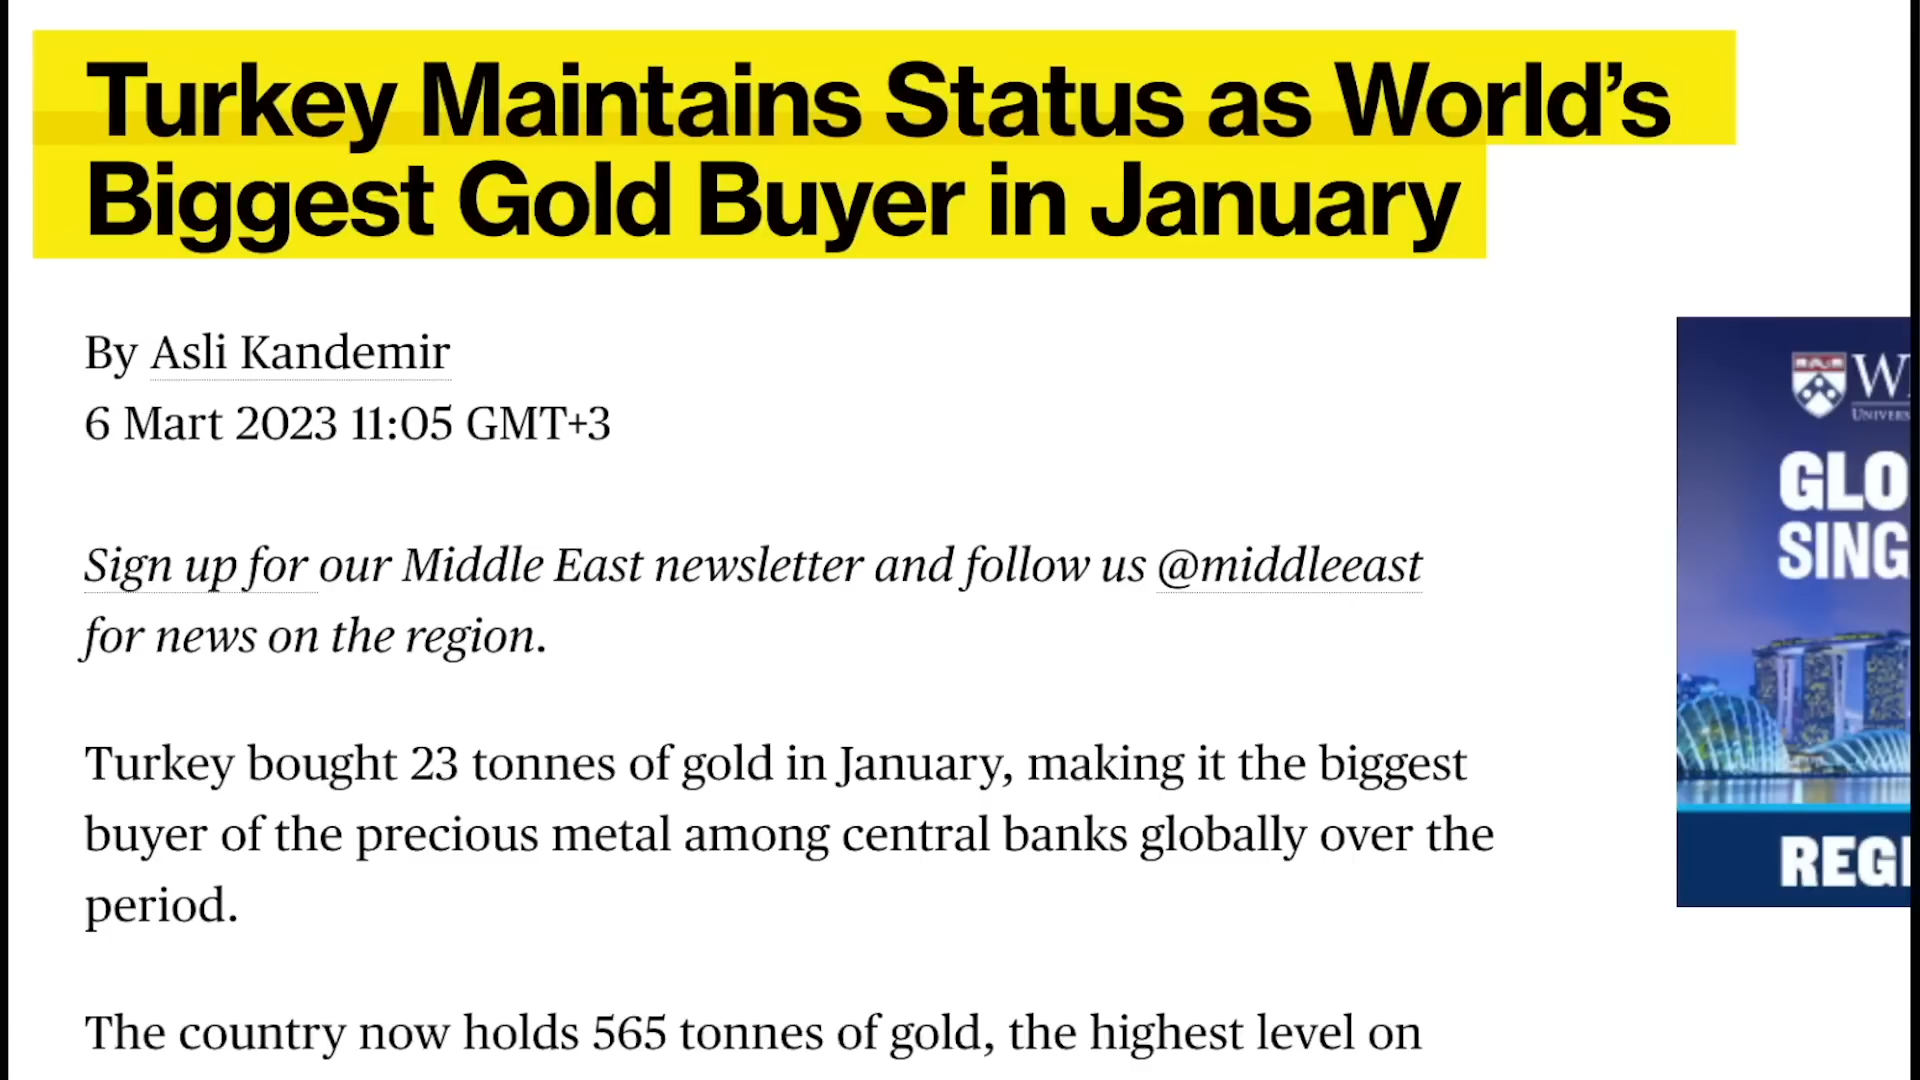 Turkey Maintains Status as World’s
Biggest Gold Buyer in January
By Asli Kandemir
6 Mart 2023 11:05 GMT+3
Sign up for our Middle East newsletter and follow us @middleeast
for news on the region.
Turkey bought 23 tonnes of gold in January, making it the biggest
buyer of the precious metal among central banks globally over the
period.
The country now holds 565 tonnes of gold, the highest level on